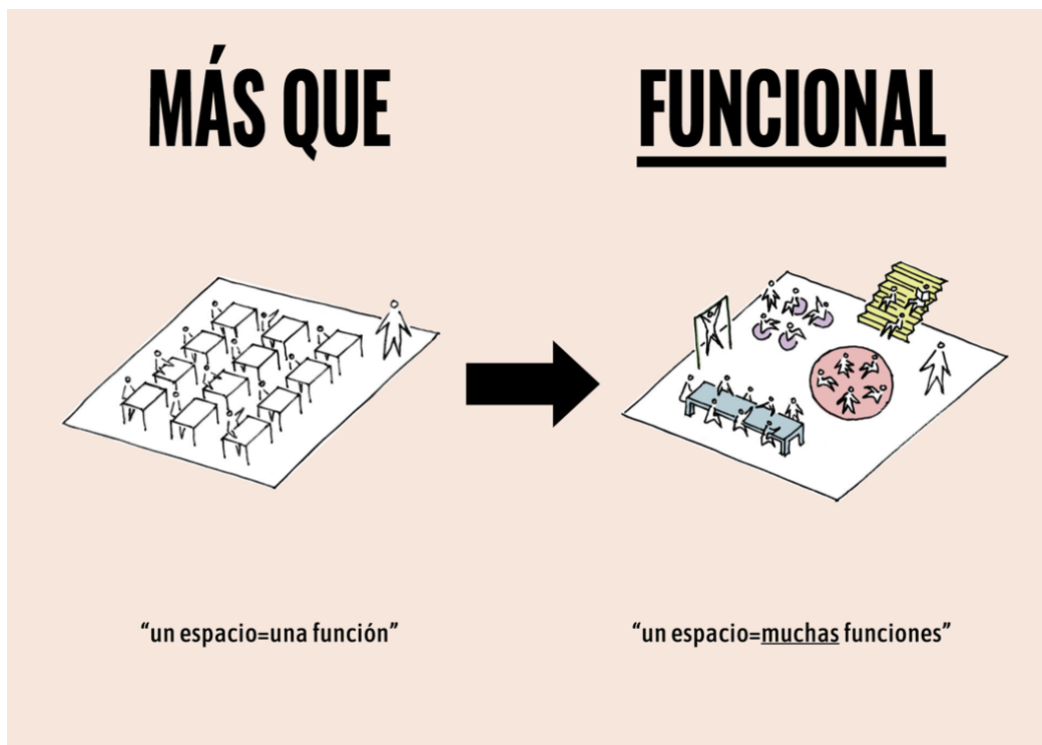 MÁS QUE
FUNCIONAL
“un espacio=una función”
“un espacio=muchas funciones”